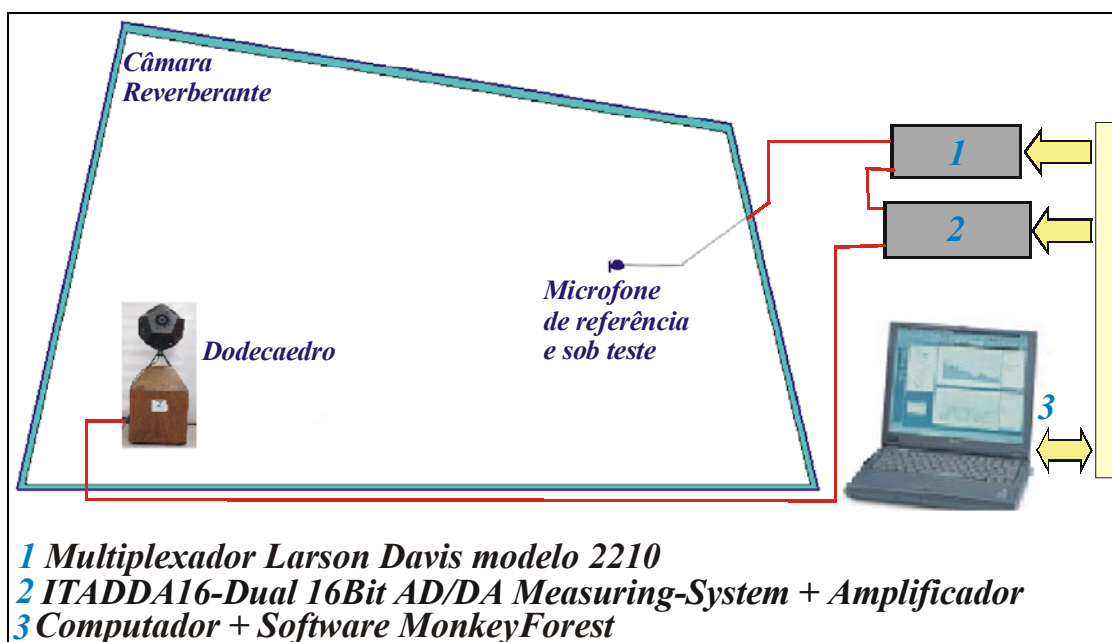 Câmara
Reverberante
1
2
Microfone
de referência
e sob teste
Dodecaedro
3
1 Multiplexador Larson Davis modelo 2210
2 ITADDA16-Dual 16Bit AD/DA Measuring-System + Amplificador
3 Computador + Software MonkeyForest